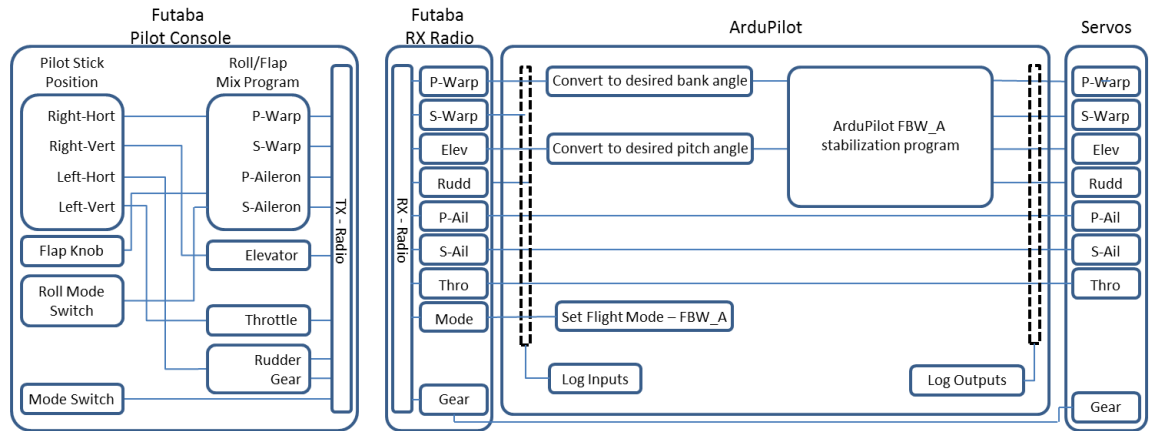 Futaba
Pilot Console
Pilot Stick
Position
Right-Hort
Right-Vert
Left-Hort
Left-Vert
Flap Knob
Roll Mode
Switch
Mode Switch
Roll/Flap
Mix Program
P-Warp
S-Warp
P-Aileron
S-Aileron
Elevator
Throttle
Rudder
Gear
TX - Radio
Futaba
RX Radio
RX - Radio
P-Warp
S-Warp
Elev
Rudd
P-Ail
S-Ail
Thro
Mode
Gear
ArduPilot
Convert to desired bank angle
Convert to desired pitch angle
ArduPilot FBW_A
stabilization program
Set Flight Mode – FBW_A
Log Inputs
Log Outputs
Servos
P-Warp
S-Warp
Elev
Rudd
P-Ail
S-Ail
Thro
Gear